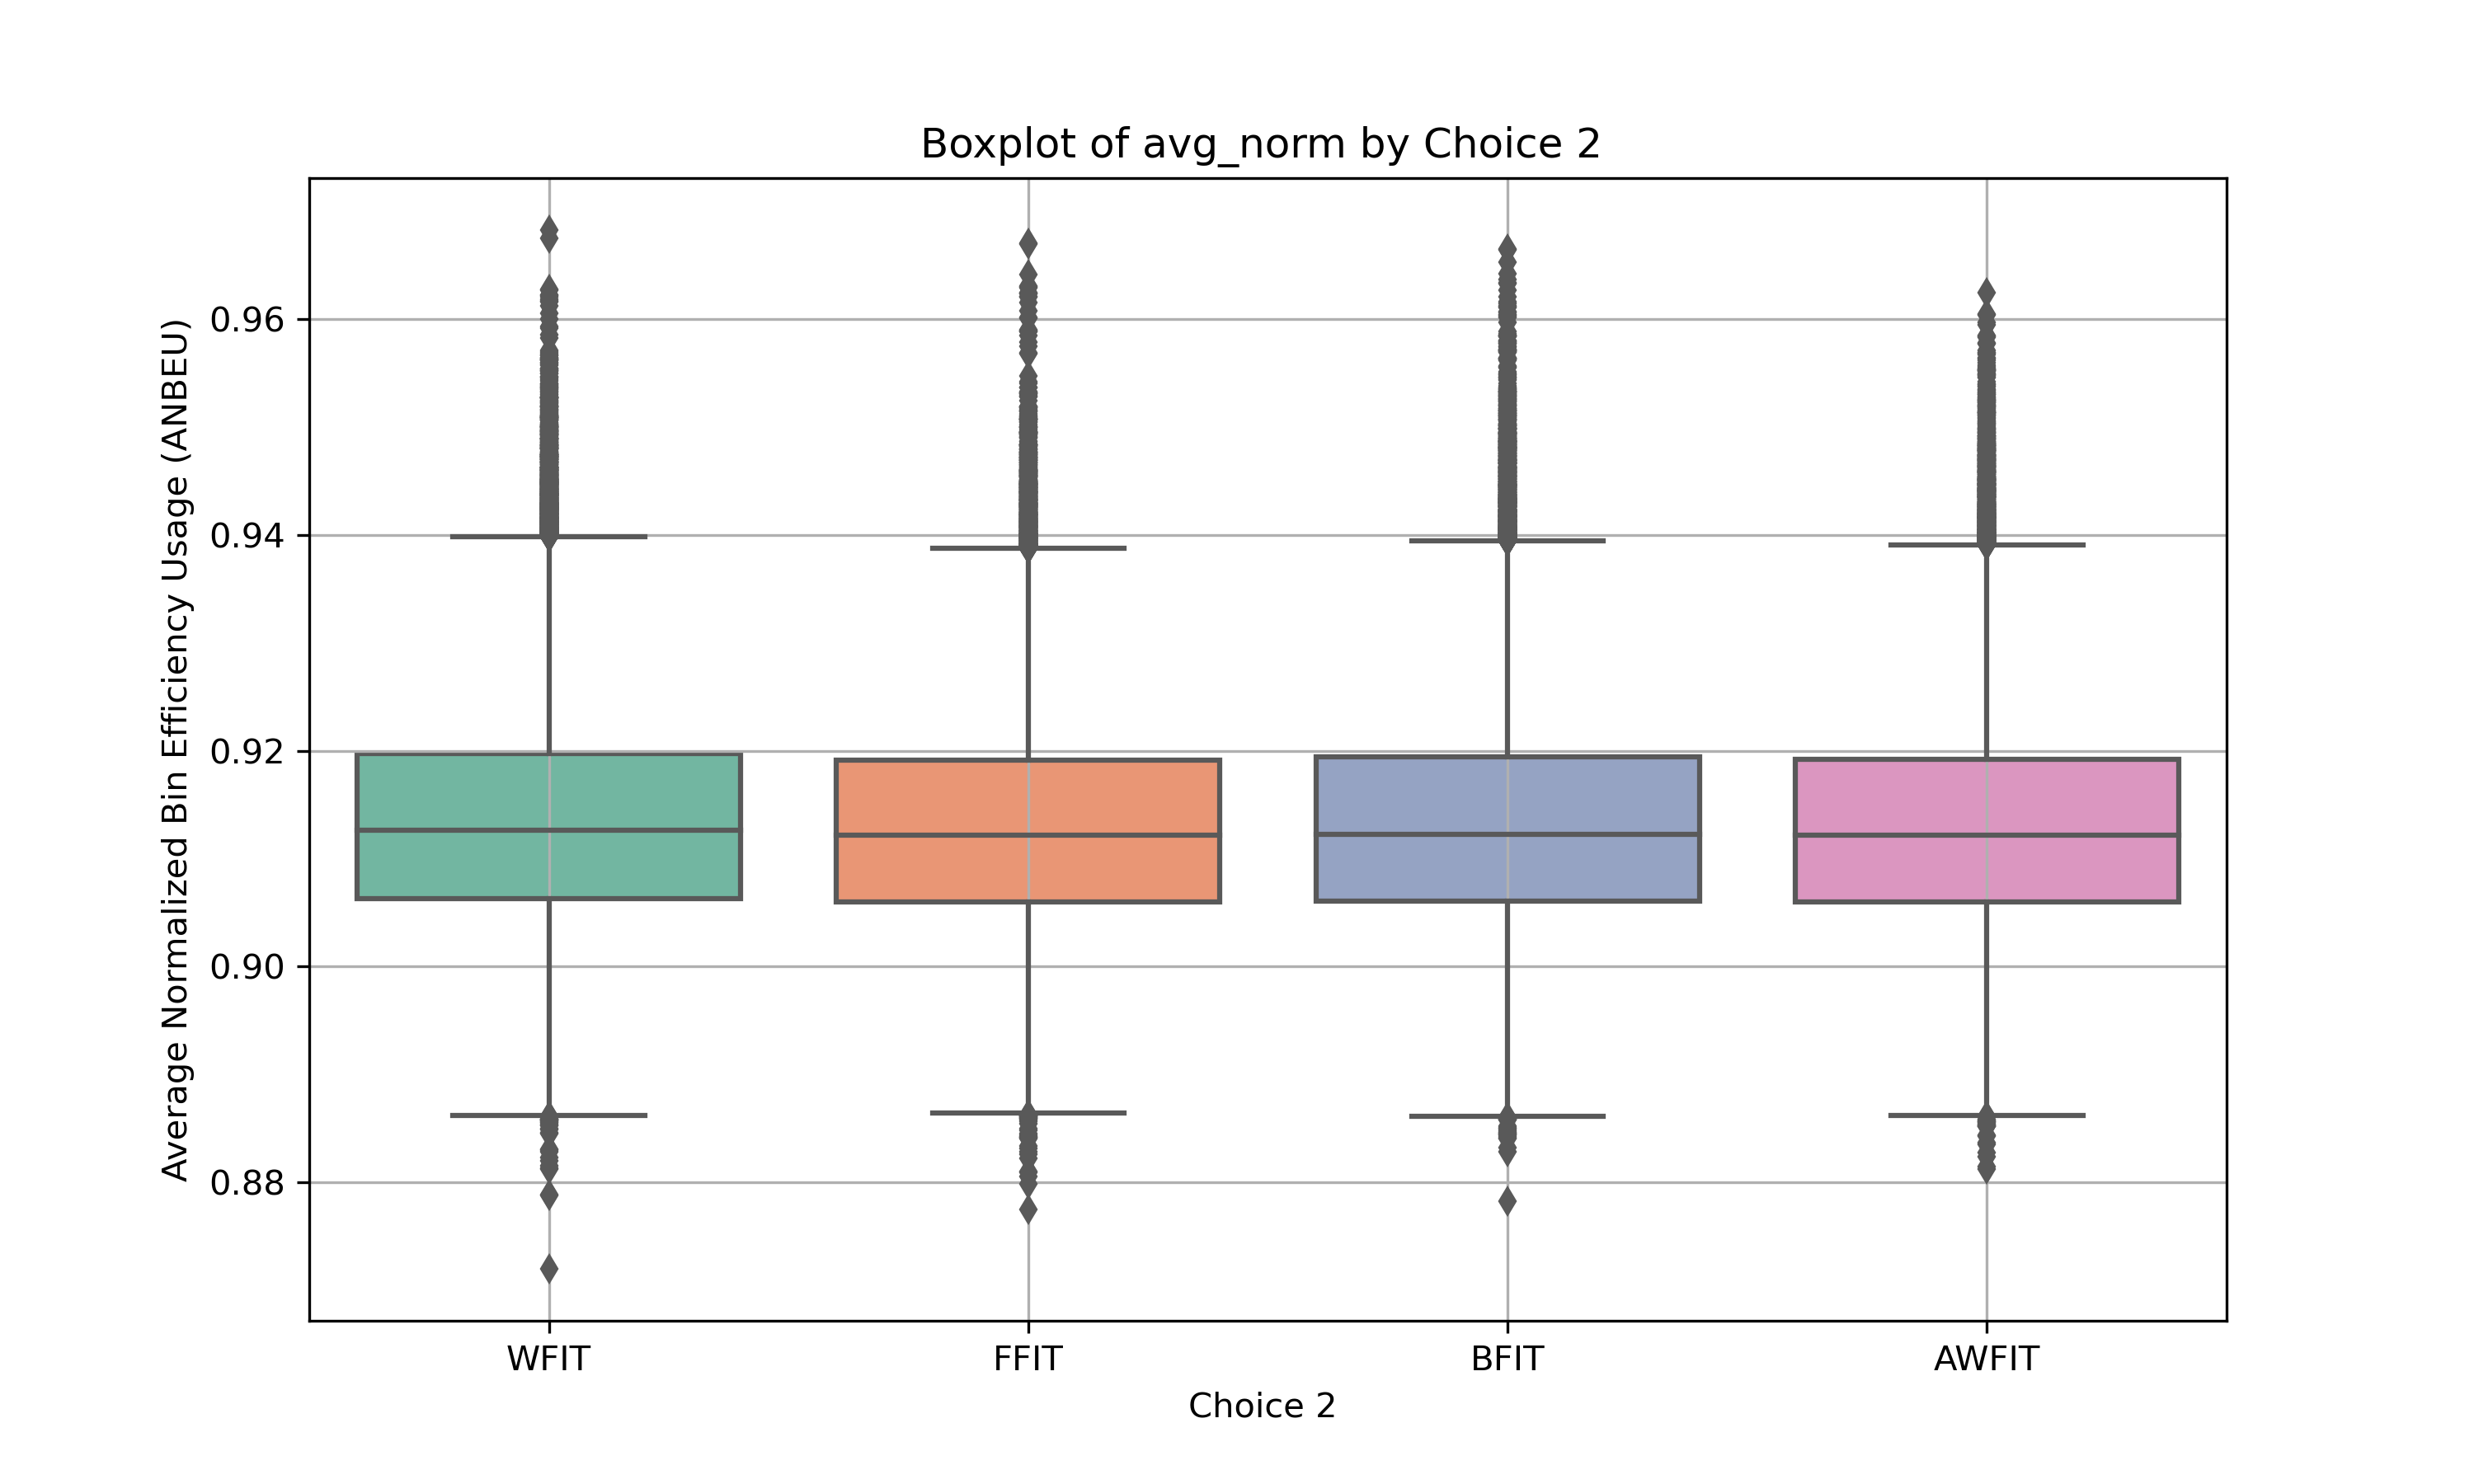 Boxplot of avg_norm by Choice 2
Average Normalized Bin Efficiency Usage (ANBEU)
0.96
0.94
0.92
0.90
0.88
WFIT FFIT BFIT AWFIT
Choice 2